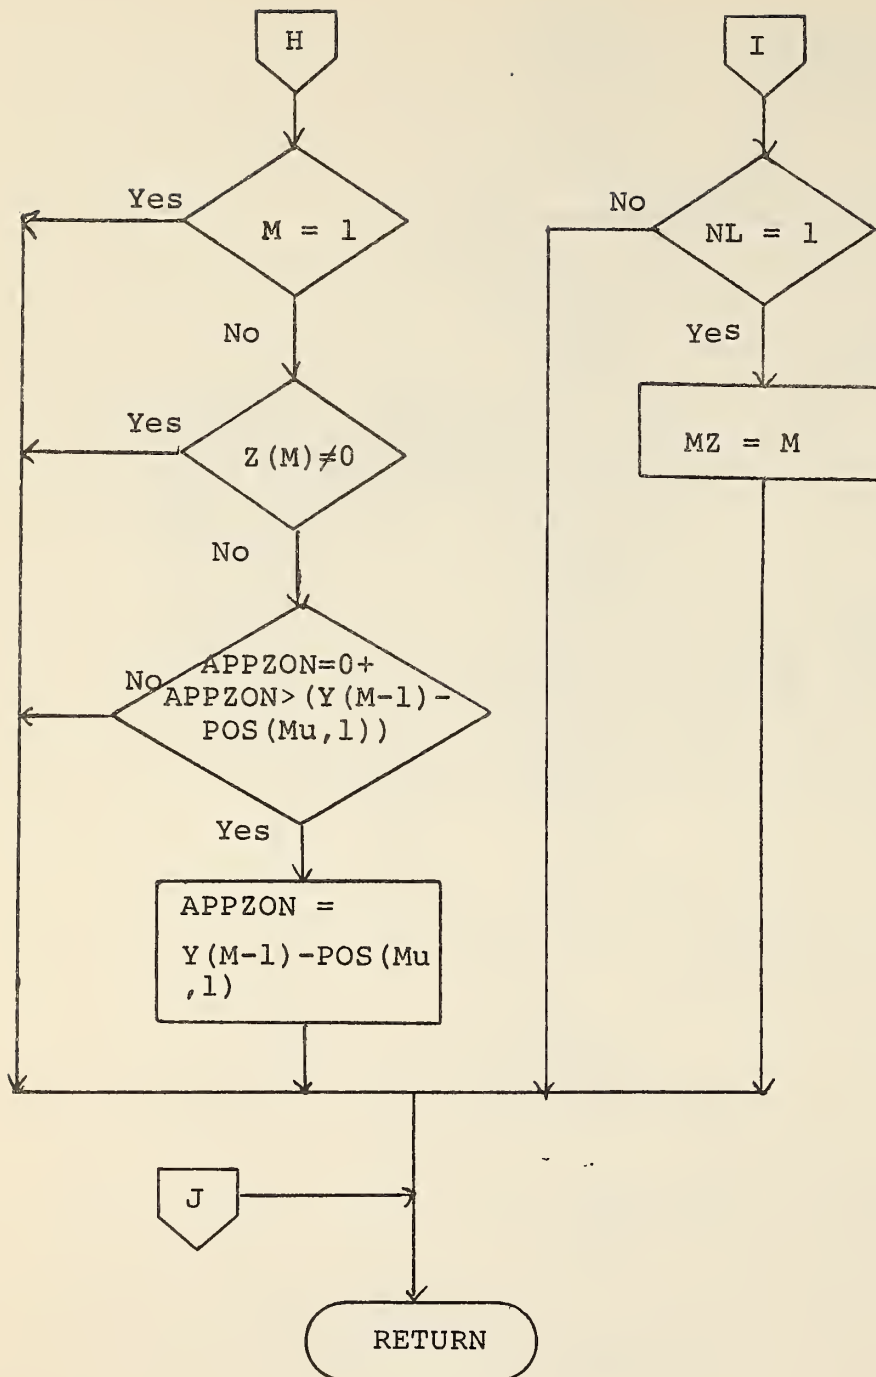 H
Yes
M = 1
No
Yes
Z(M)≠0
No
No
APPZON=0+
APPZON>(Y(M-1)-
POS(Mu,1))
Yes
APPZON =
Y(M-1)-POS(Mu
,1)
I
No
NL = 1
Yes
MZ = M
J
RETURN